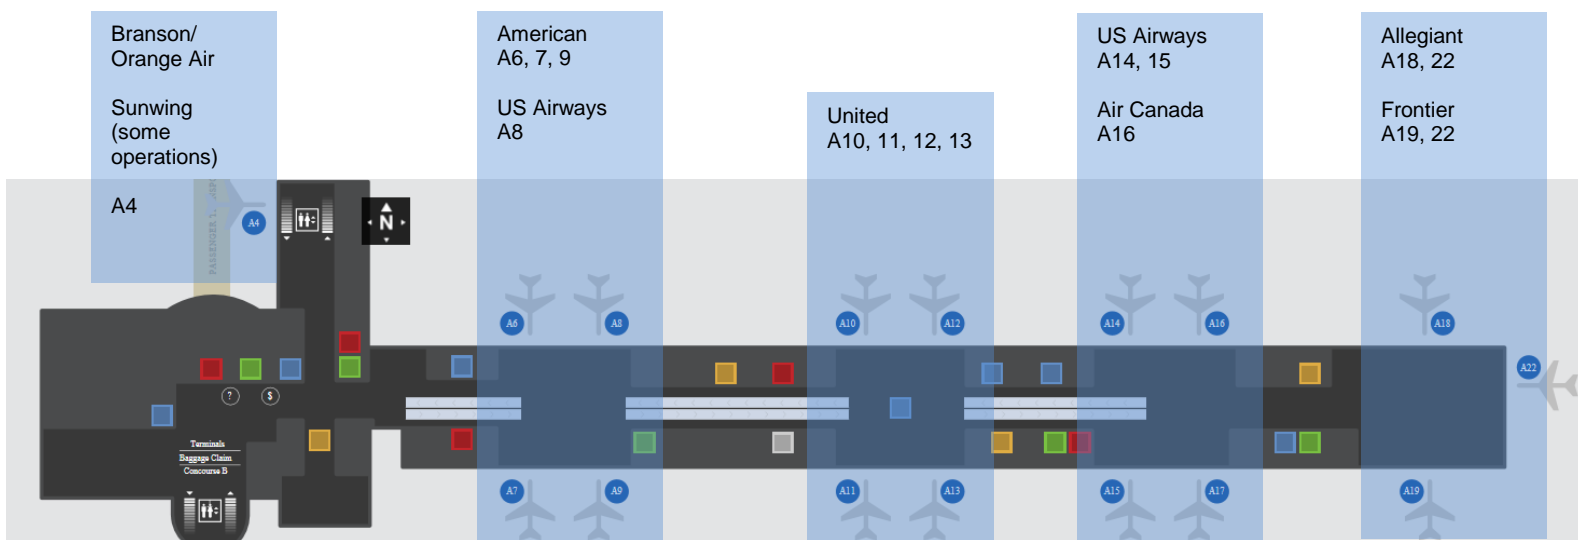 Branson/
Orange Air
Sunwing
(some
operations)
A4
American
A6, 7, 9
US Airways
A8
United
A10, 11, 12, 13
US Airways
A14, 15
Air Canada
A16
Allegiant
A18, 22
Frontier
A19, 22
A4
N
A6
A8
A10
A12
A14
A16
A18
A22
?
$
Terminals
Baggage Claim
Concourse B
A7
A9
A11
A13
A15
A17
A19